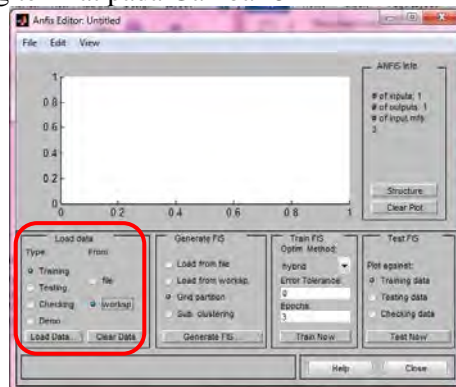 Anfis Editor: Untitled
File Edit View
ANFIS Info.
# of inputs: 1
# of outputs: 1
# of input mfs:
3
1
0.8
0.6
0.4
0.2
0
0 0.2 0.4 0.6 0.8 1
Structure
Clear Plot
Load data
Type: From:
Training
Testing
Checking
Demo
file
worksp.
Load Data... Clear Data
Generate FIS
Load from file
Load from worksp.
Grid partition
Sub. clustering
Generate FIS ...
Train FIS
Optim. Method:
hybrid
Error Tolerance:
0
Epochs:
3
Train Now
Test FIS
Plot against:
Training data
Testing data
Checking data
Test Now
Help Close